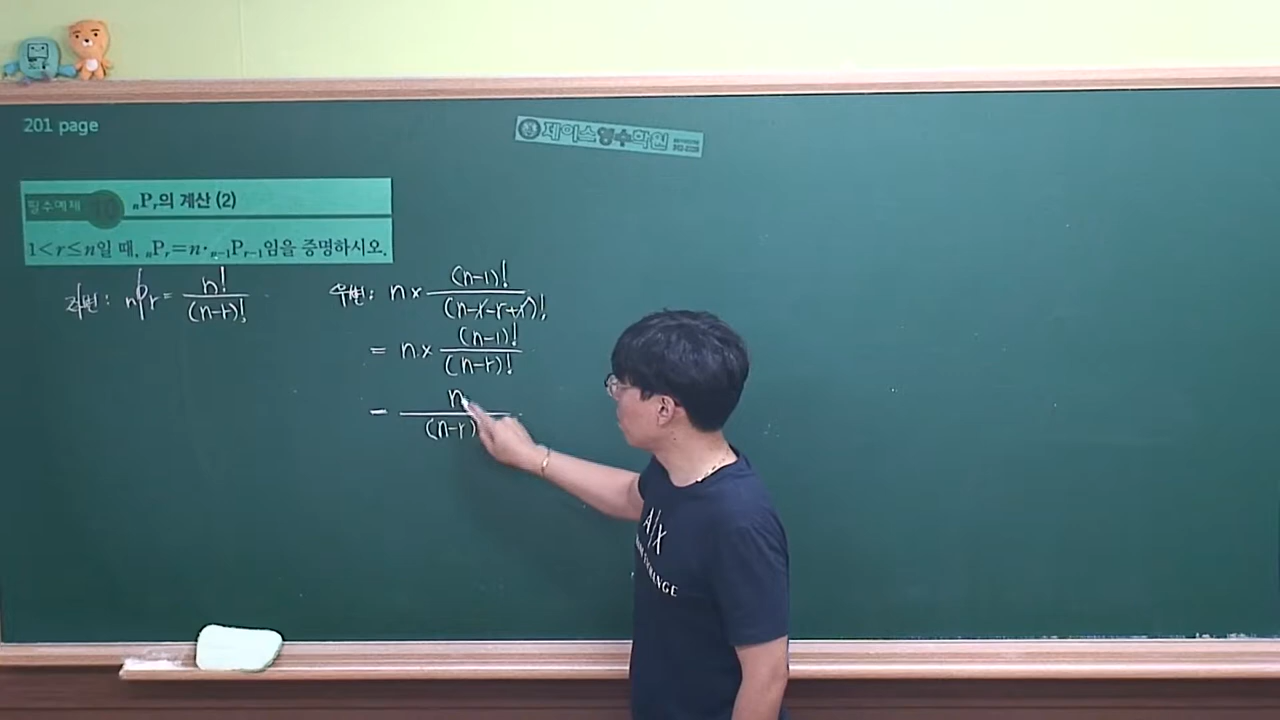 201 page
제이스영수학원
필수예제 10 ₙPᵣ의 계산 (2)
1<r≤n일 때, ₙPᵣ=n·ₙ₋₁Pᵣ₋₁임을 증명하시오.
좌변: nPr = n!/(n-r)!
우변: n× (n-1)!/(n-1-r+1)!
= n× (n-1)!/(n-r)!
= n/(n-r)
A/X